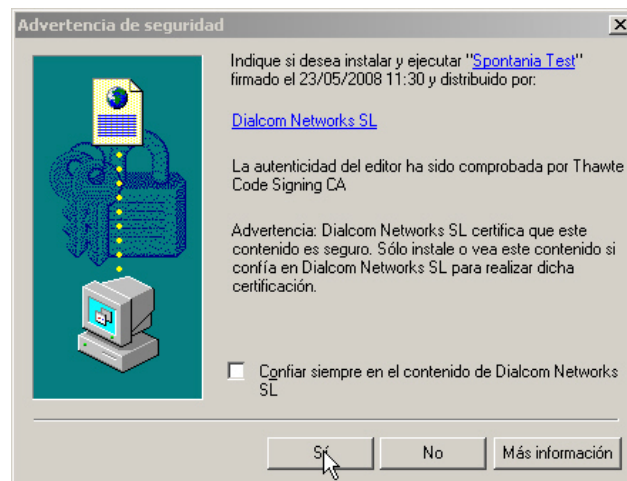 Advertencia de seguridad
Indique si desea instalar y ejecutar "Spontania Test"
firmado el 23/05/2008 11:30 y distribuido por:
Dialcom Networks SL
La autenticidad del editor ha sido comprobada por Thawte
Code Signing CA
Advertencia: Dialcom Networks SL certifica que este
contenido es seguro. Sólo instale o vea este contenido si
confía en Dialcom Networks SL para realizar dicha
certificación.
Confiar siempre en el contenido de Dialcom Networks
SL
Sí No Más información